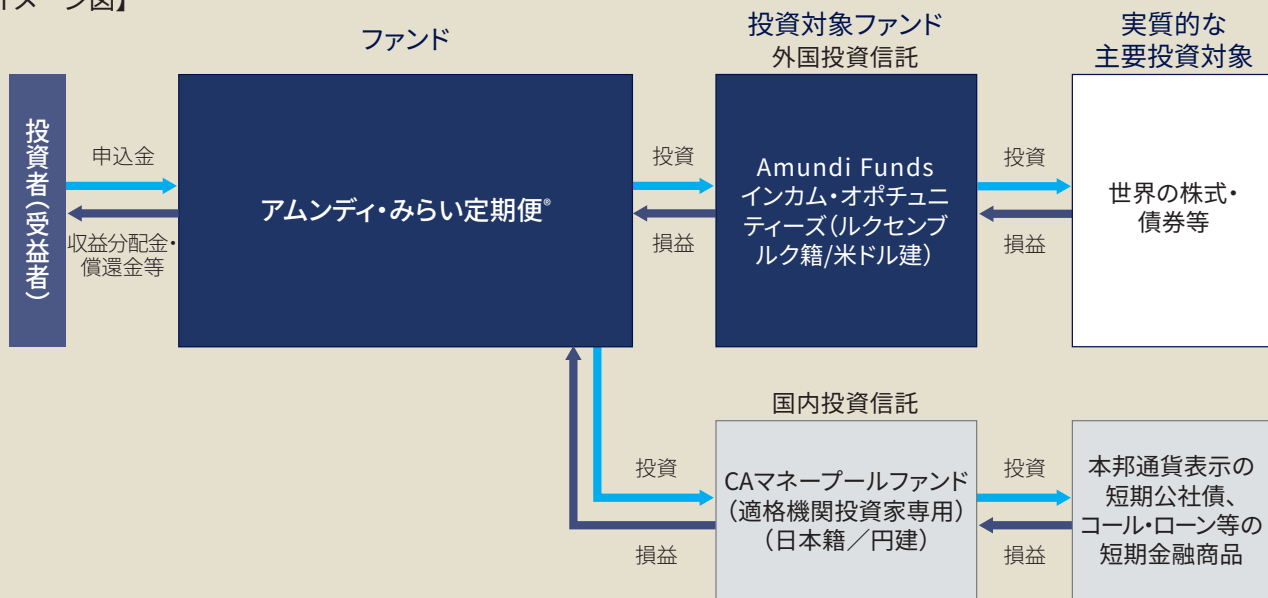 イメージ図】
ファンド
投資対象ファンド
外国投資信託
実質的な
主要投資対象
投資者(受益者)
申込金
収益分配金・
償還金等
アムンディ・みらい定期便®
投資
損益
Amundi Funds
インカム・オポチュニ
ティーズ(ルクセンブ
ルク籍/米ドル建)
投資
損益
世界の株式・
債券等
国内投資信託
投資
損益
CAマネープールファンド
(適格機関投資家専用)
(日本籍／円建)
投資
損益
本邦通貨表示の
短期公社債、
コール・ローン等の
短期金融商品